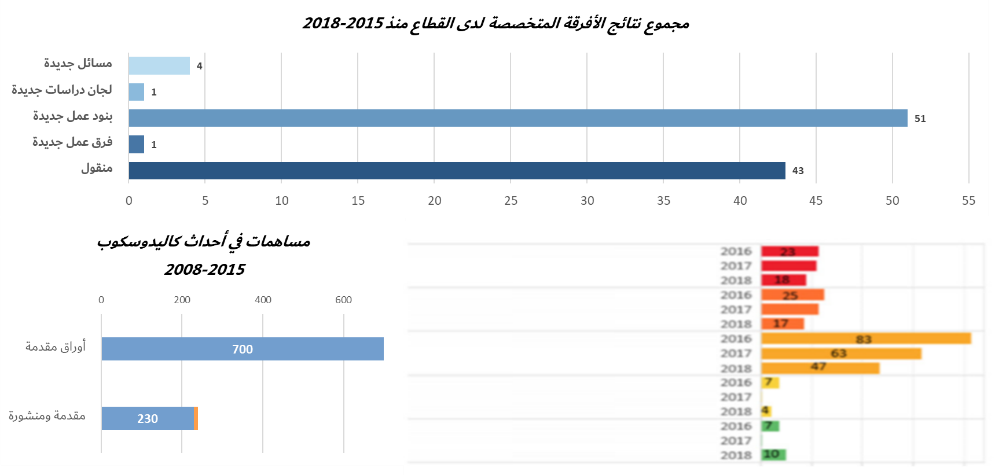 مجموع نتائج الأفرقة المتخصصة لدى القطاع منذ 2015-2018
مسائل جديدة 4
لجان دراسات جديدة 1
بنود عمل جديدة 51
فرق عمل جديدة 1
منقول 43
0 5 10 15 20 25 30 35 40 45 50 55
مساهمات في أحداث كاليدوسكوب
2008-2015
0 200 400 600
أوراق مقدمة 700
مقدمة ومنشورة 230
2016 23
2017
2018 18
2016 25
2017
2018 17
2016 83
2017 63
2018 47
2016 7
2017
2018 4
2016 7
2017
2018 10